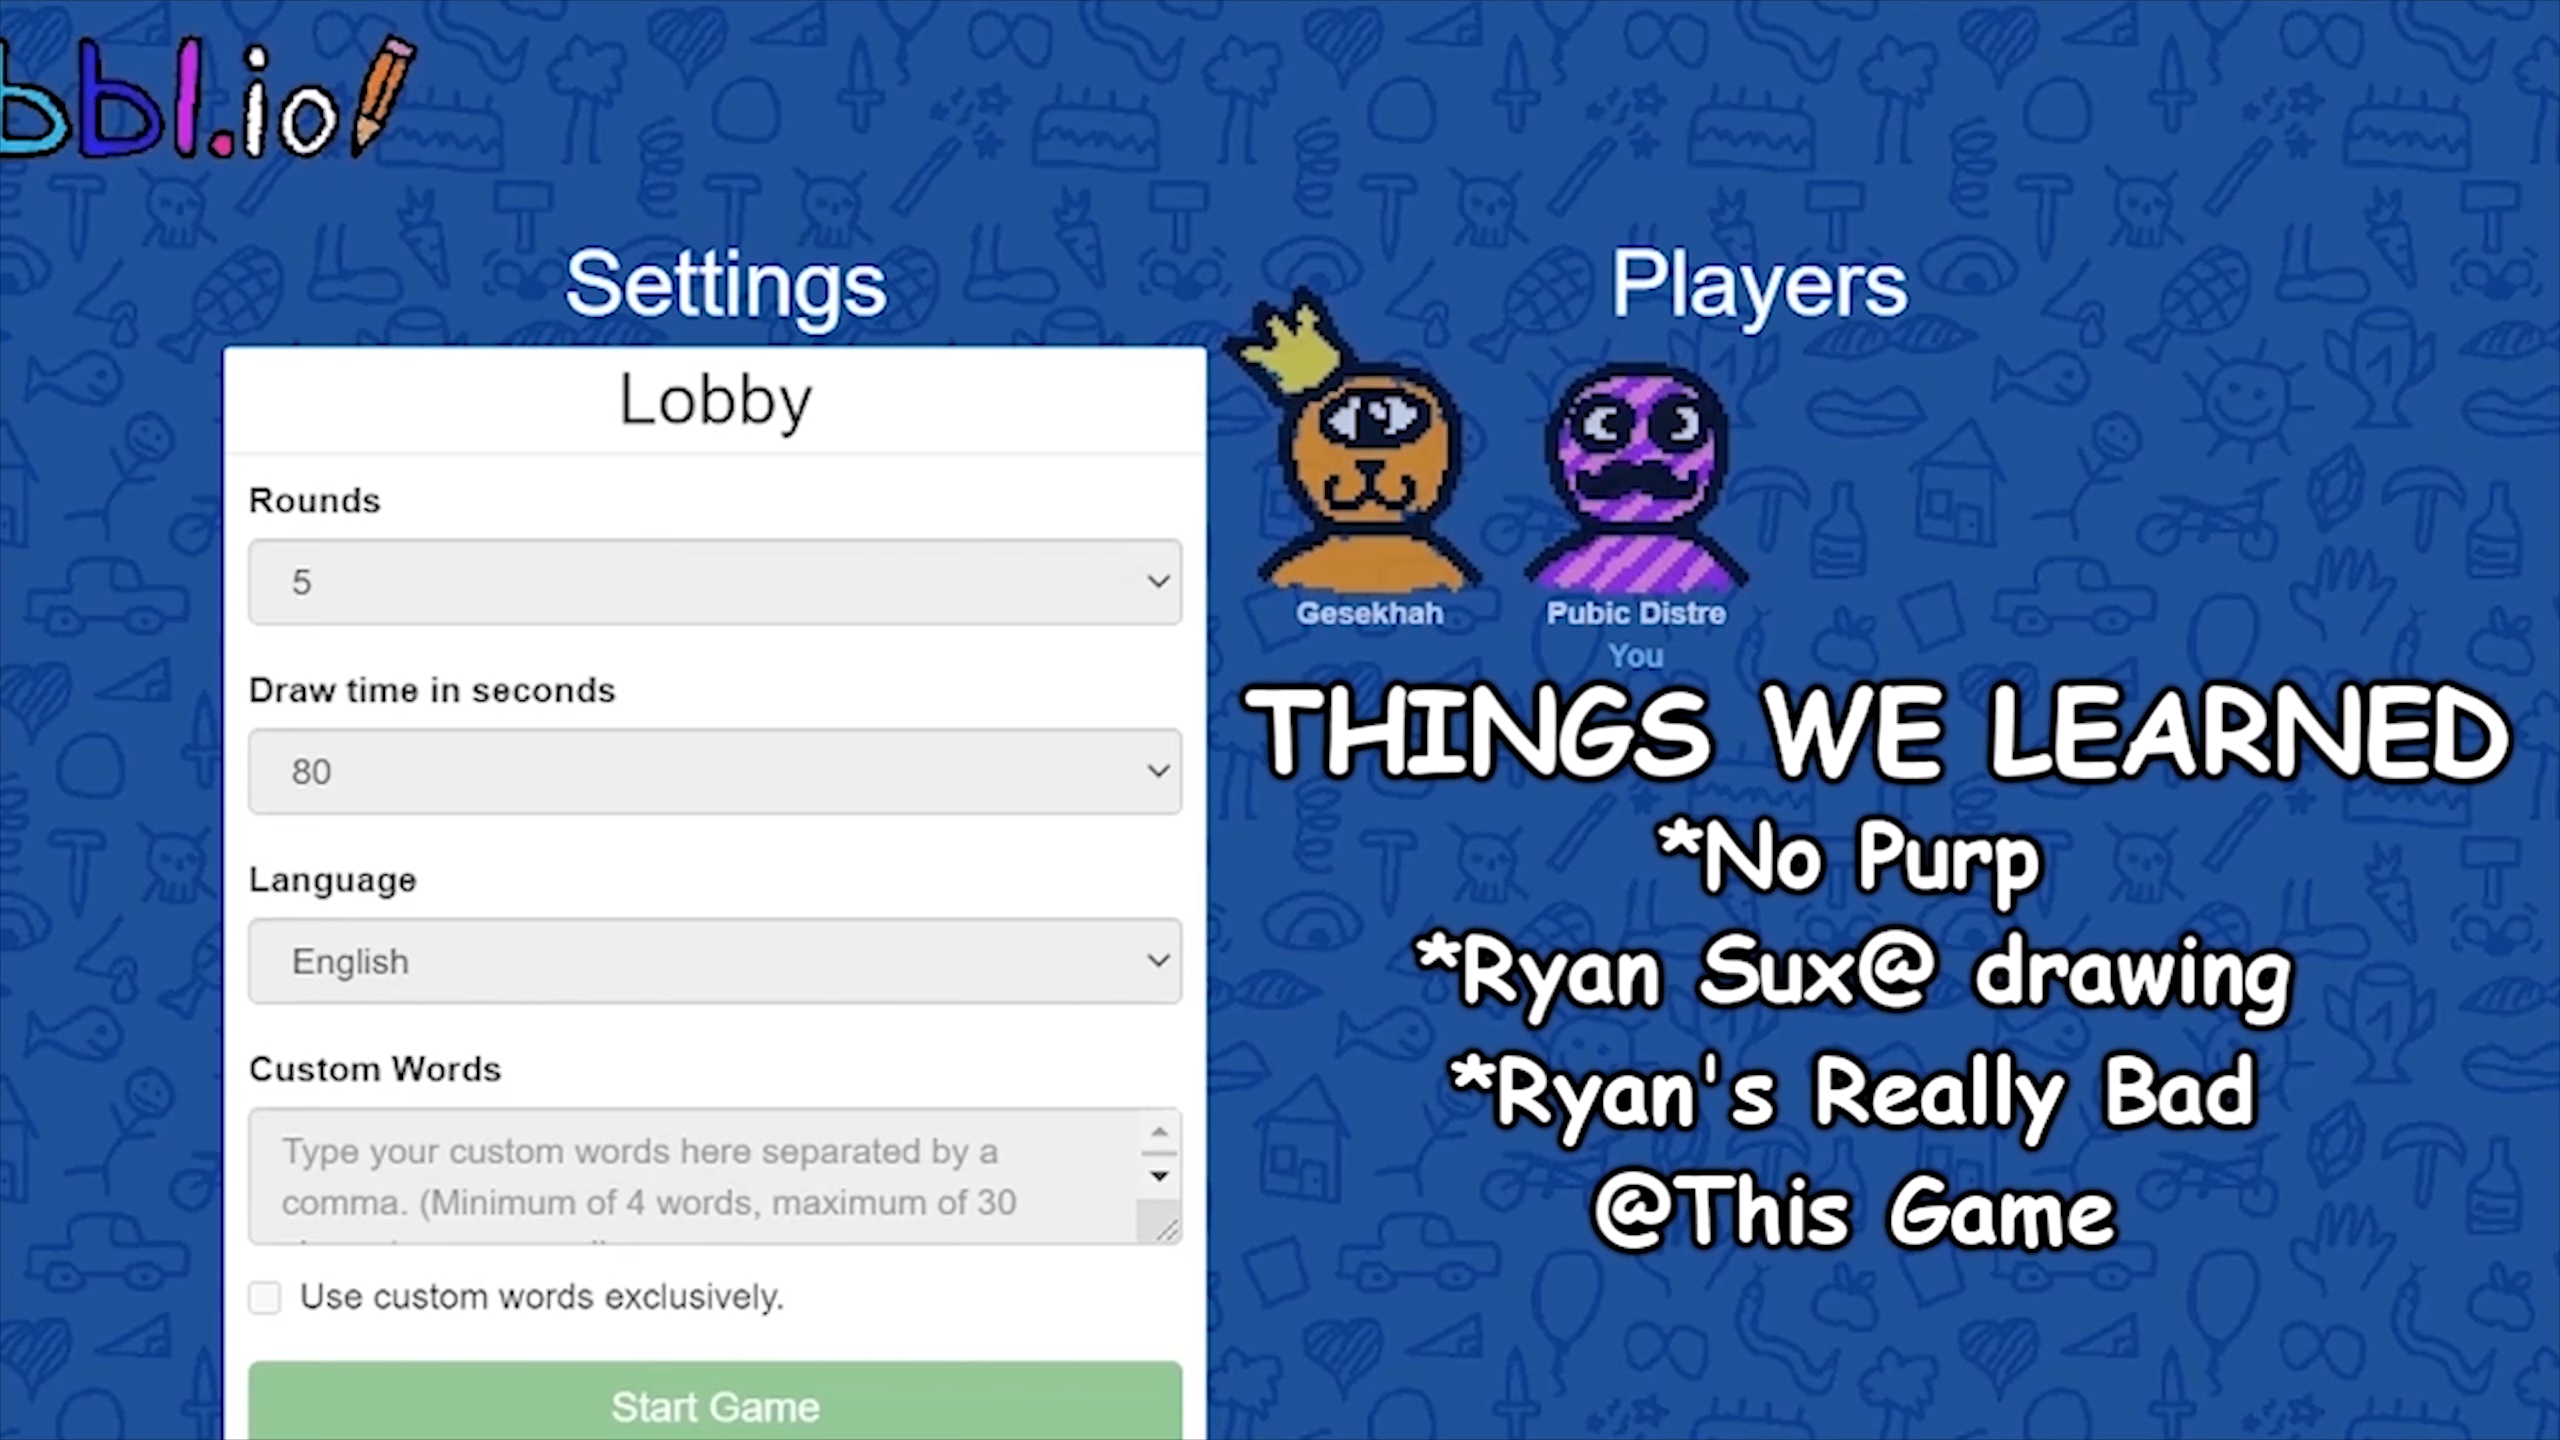 bbl.io
Settings
Players
Lobby
Rounds
5
Draw time in seconds
80
Language
English
Custom Words
Type your custom words here separated by a
comma. (Minimum of 4 words, maximum of 30
Use custom words exclusively.
Start Game
Gesekhah
Pubic Distre
You
THINGS WE LEARNED
*No Purp
*Ryan Sux@ drawing
*Ryan's Really Bad
@This Game